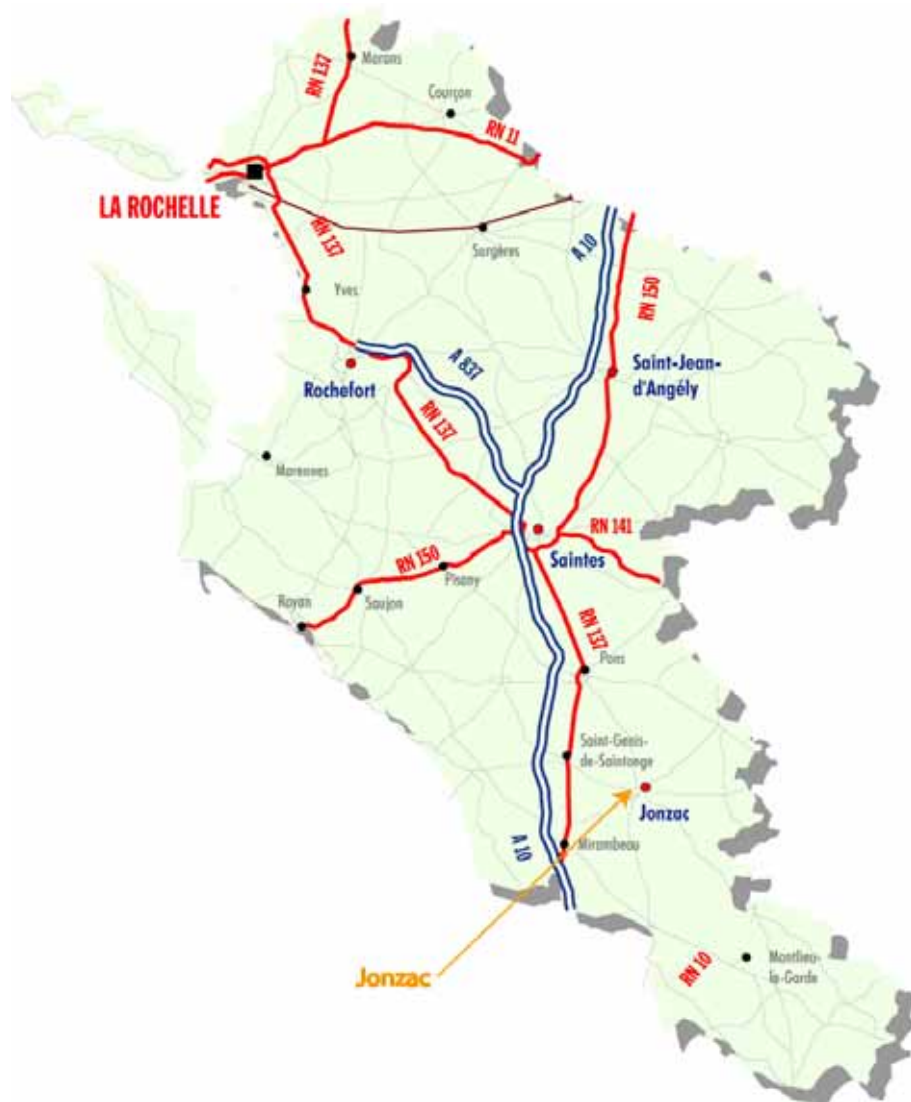 RN 137
Marans
Courçon
RN 11
LA ROCHELLE
RN 137
Surgères
A 10
RN 150
Yves
A 837
Saint-Jean-
d'Angély
Rochefort
RN 137
Marennes
RN 141
Saintes
RN 150
Pisany
Royan
Saujon
RN 137
Pons
Saint-Genis-
de-Saintonge
Jonzac
A 10
Mirambeau
Jonzac
RN 10
Montlieu-
la-Garde